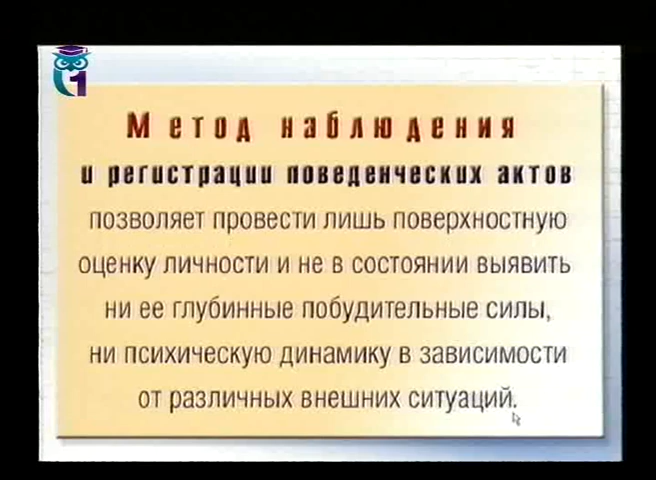 1
Метод наблюдения
и регистрации поведенческих актов
позволяет провести лишь поверхностную
оценку личности и не в состоянии выявить
ни ее глубинные побудительные силы,
ни психическую динамику в зависимости
от различных внешних ситуаций.